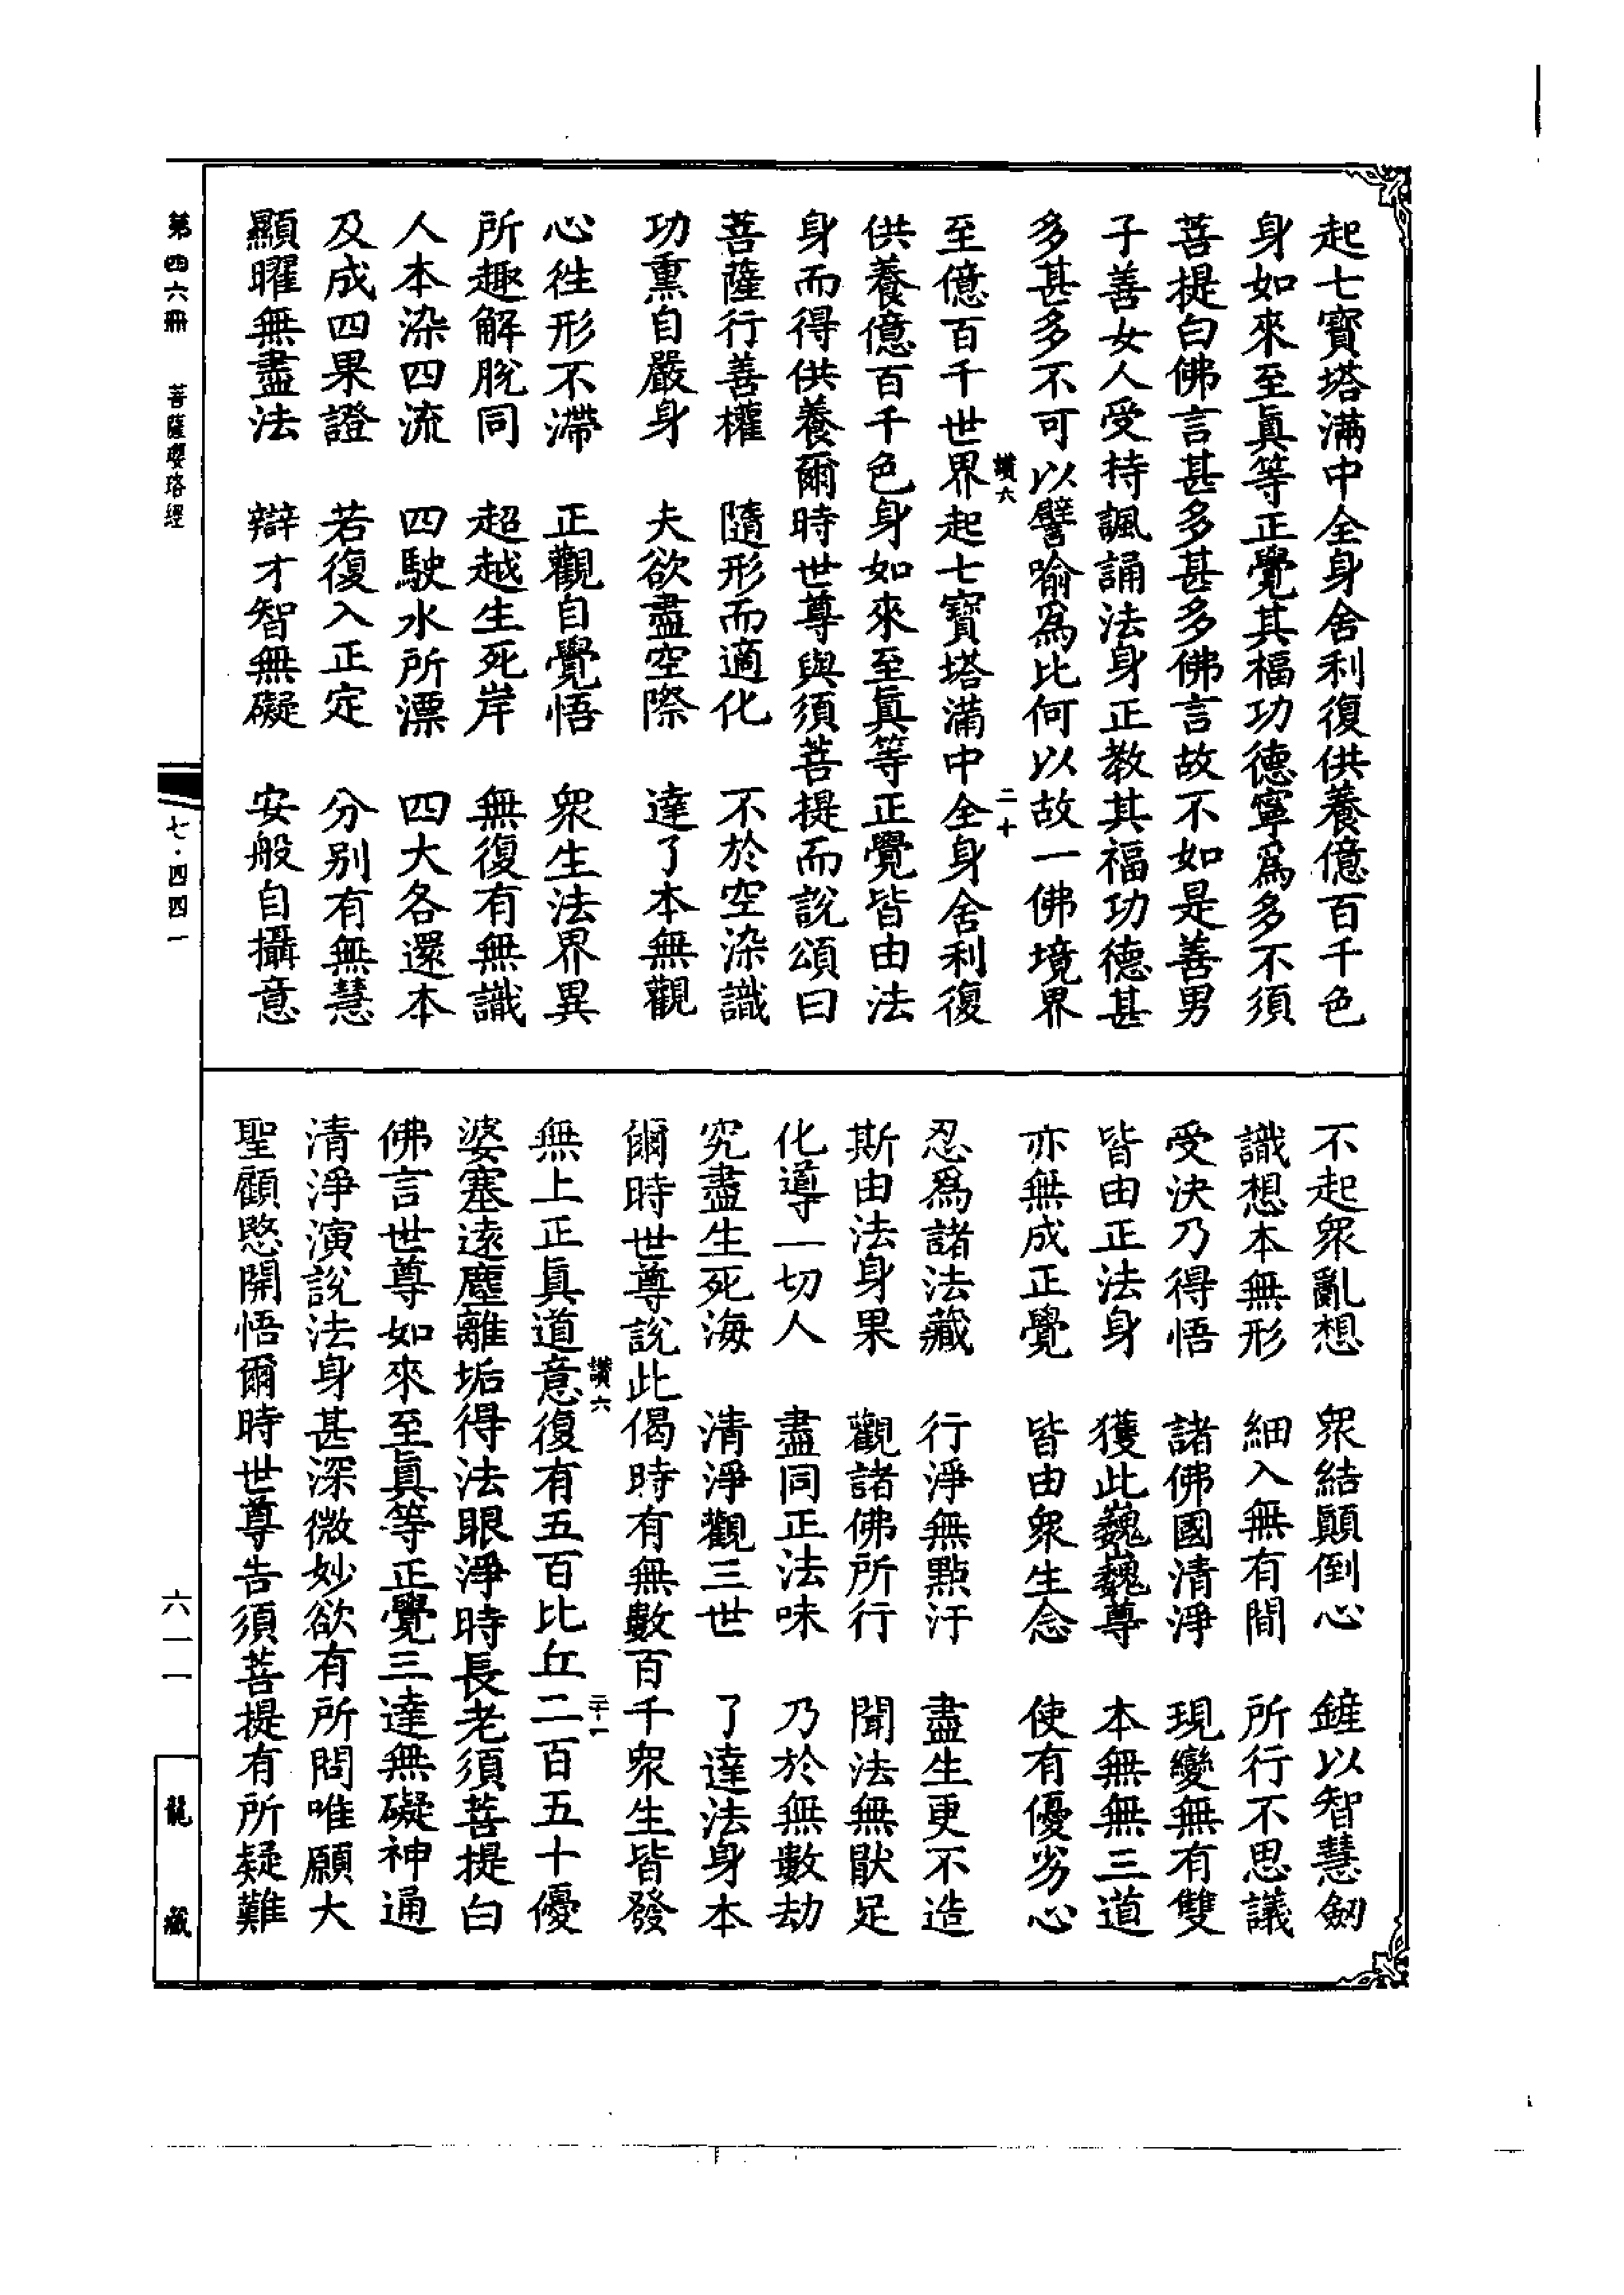 起七寶塔滿中全身舍利復供養億百千色
身如來至眞等正覺其福功德寧爲多不須
菩提白佛言甚多甚多佛言故不如是善男
子善女人受持諷誦法身正教其福功德甚
多甚多不可以譬喻爲比何以故一佛境界
讚六 二十
至億百千世界起七寶塔滿中全身舍利復
供養億百千色身如來至眞等正覺皆由法
身而得供養爾時世尊與須菩提而說頌曰
菩薩行善權 隨形而適化 不於空染識
功熏自嚴身 夫欲盡空際 達了本無觀
心徃形不滯 正觀自覺悟 衆生法界異
所趣解脫同 超越生死岸 無復有無識
人本染四流 四駛水所漂 四大各還本
及成四果證 若復入正定 分別有無慧
顯曜無盡法 辯才智無礙 安般自攝意
不起衆亂想 衆結顛倒心 鏟以智慧劒
識想本無形 細入無有間 所行不思議
受決乃得悟 諸佛國清淨 現變無有雙
皆由正法身 獲此巍巍尊 本無無三道
亦無成正覺 皆由衆生念 使有優劣心
忍爲諸法藏 行淨無點汙 盡生更不造
斯由法身果 觀諸佛所行 聞法無猒足
化導一切人 盡同正法味 乃於無數劫
究盡生死海 清淨觀三世 了達法身本
爾時世尊說此偈時有無數百千衆生皆發
讚六 二十一
無上正眞道意復有五百比丘二百五十優
婆塞遠塵離垢得法眼淨時長老須菩提白
佛言世尊如來至眞等正覺三達無礙神通
清淨演說法身甚深微妙欲有所問唯願大
聖顧愍開悟爾時世尊告須菩提有所疑難
第四六冊 菩薩瓔珞經
七·四四一
六一一
龍藏